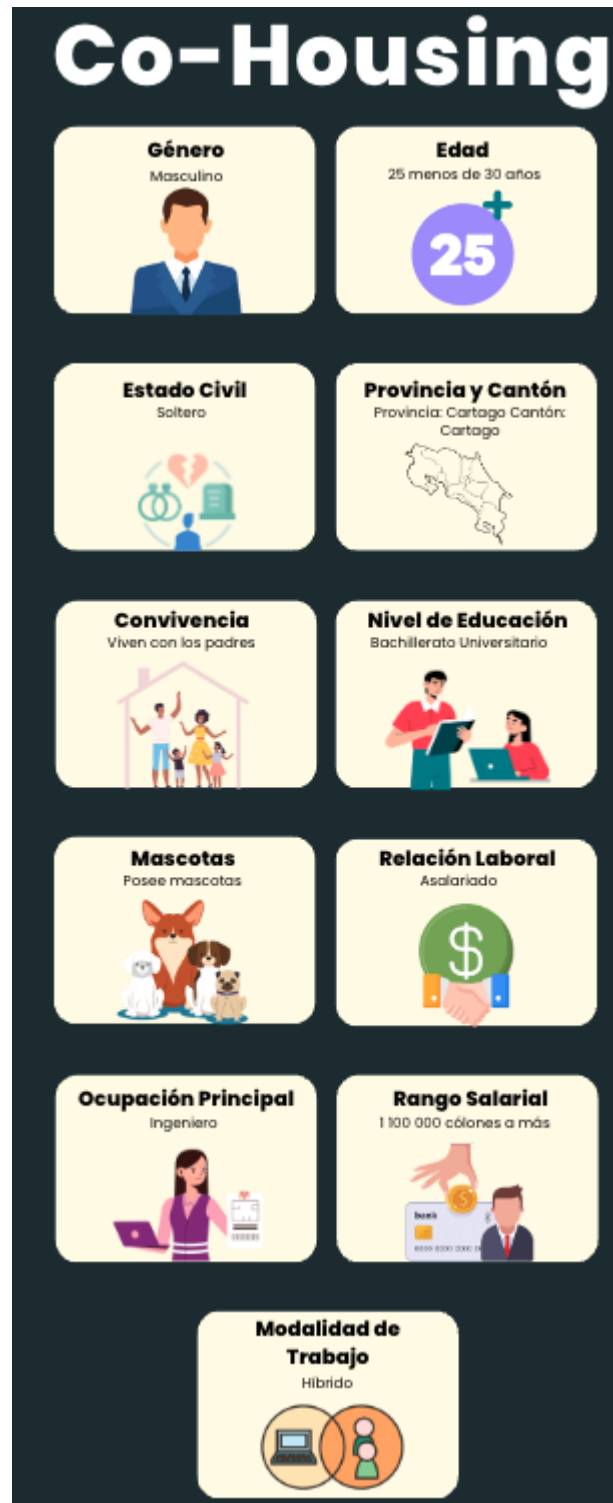 Co-Housing
Género
Masculino
Edad
25 menos de 30 años
25
Estado Civil
Soltero
Provincia y Cantón
Provincia: Cartago Cantón:
Cartago
Convivencia
Viven con los padres
Nivel de Educación
Bachillerato Universitario
Mascotas
Posee mascotas
Relación Laboral
Asalariado
$
Ocupación Principal
Ingeniero
Rango Salarial
1 100 000 cólones a más
$
bank
Modalidad de
Trabajo
Híbrido